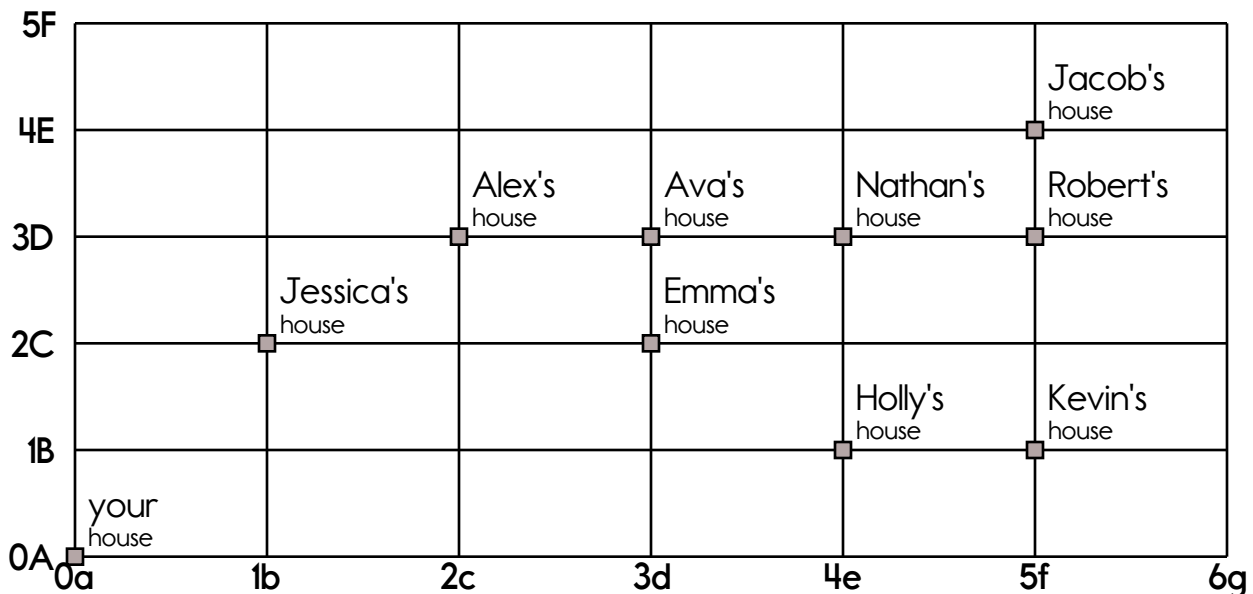 5F
Jacob's
house
4E
Alex's
house
Ava's
house
Nathan's
house
Robert's
house
3D
Jessica's
house
Emma's
house
2C
Holly's
house
Kevin's
house
1B
your
house
0A
0a 1b 2c 3d 4e 5f 6g